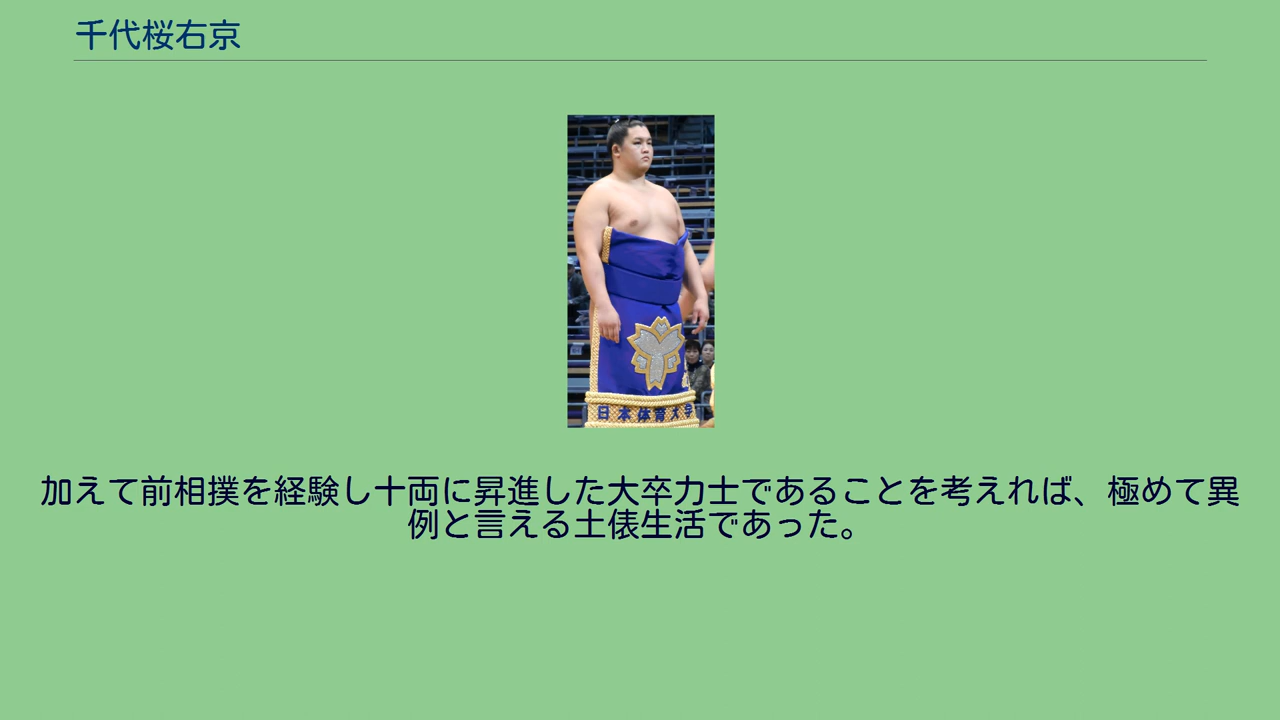 千代桜右京
日本体育大学
加えて前相撲を経験し十両に昇進した大卒力士であることを考えれば、極めて異
例と言える土俵生活であった。